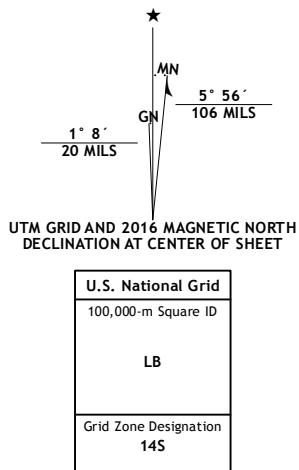 ★
MN
GN
5° 56´
106 MILS
1° 8´
20 MILS
UTM GRID AND 2016 MAGNETIC NORTH
DECLINATION AT CENTER OF SHEET
U.S. National Grid
100,000-m Square ID
LB
Grid Zone Designation
14S